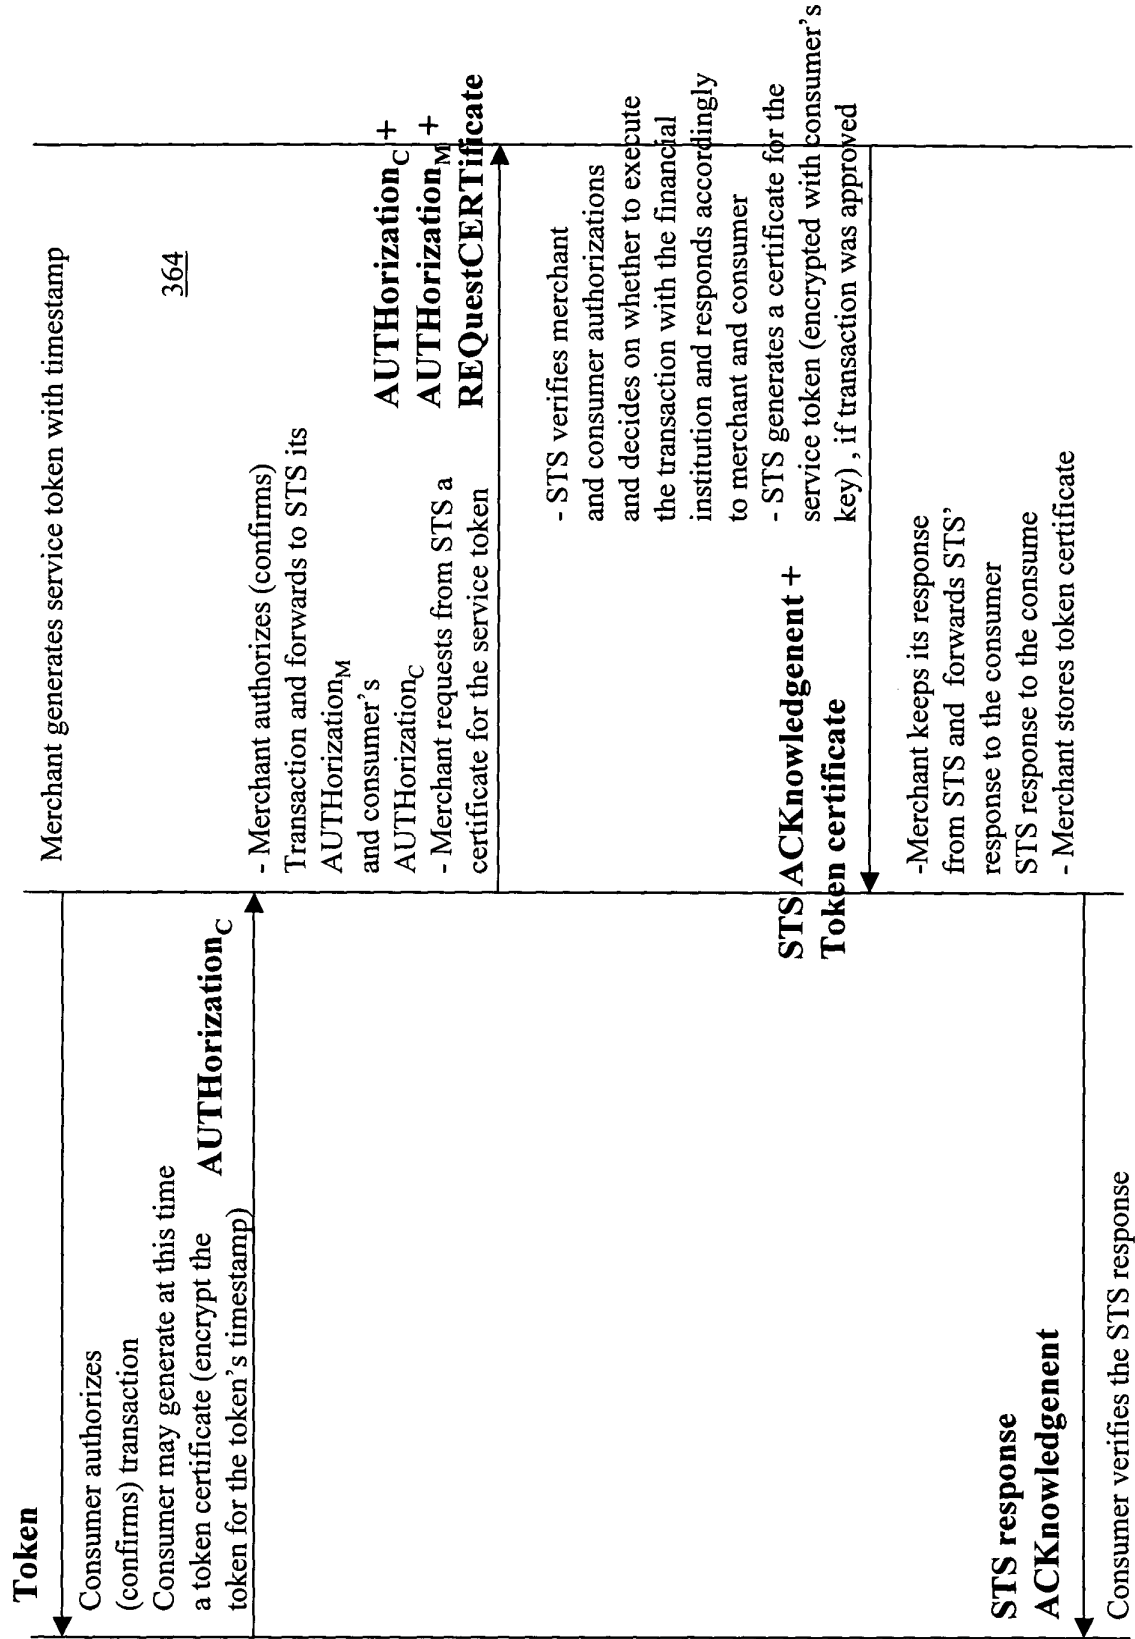 Merchant generates service token with timestamp
Token
364
Consumer authorizes
(confirms) transaction
Consumer may generate at this time
a token certificate (encrypt the
token for the token's timestamp)
AUTHorizationC
- Merchant authorizes (confirms)
Transaction and forwards to STS its
AUTHorizationM
and consumer's
AUTHorizationC
- Merchant requests from STS a
certificate for the service token
AUTHorizationC +
AUTHorizationM +
REQuestCERTificate
- STS verifies merchant
and consumer authorizations
and decides on whether to execute
the transaction with the financial
institution and responds accordingly
to merchant and consumer
- STS generates a certificate for the
service token (encrypted with consumer's
key) , if transaction was approved
STS ACKnowledgenent +
Token certificate
-Merchant keeps its response
from STS and forwards STS'
response to the consumer
STS response to the consume
- Merchant stores token certificate
STS response
ACKnowledgenent
Consumer verifies the STS response